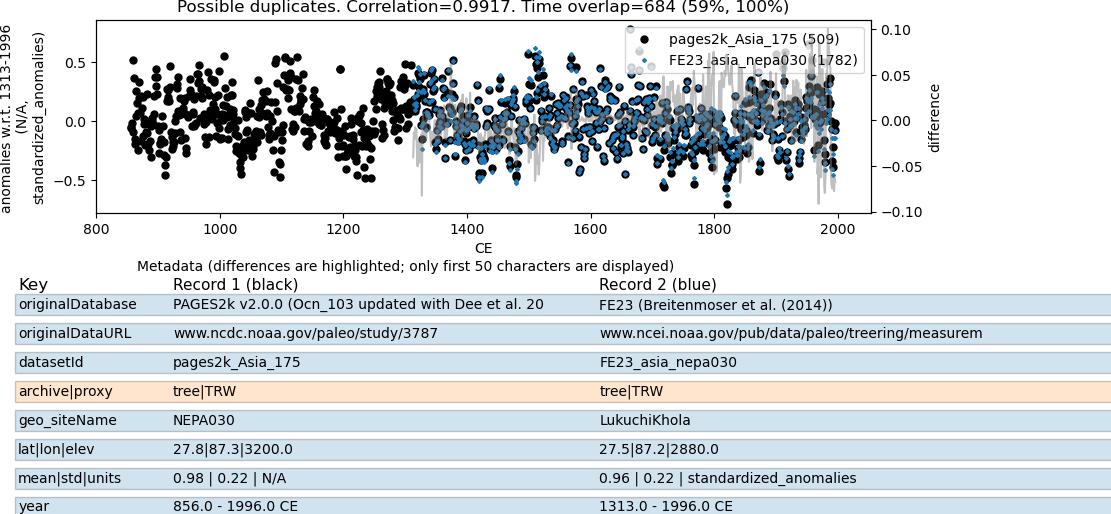 Possible duplicates. Correlation=0.9917. Time overlap=684 (59%, 100%)
anomalies w.r.t. 1313-1996
(N/A,
standardized_anomalies)
0.5
0.0
−0.5
pages2k_Asia_175 (509)
FE23_asia_nepa030 (1782)
0.10
0.05
0.00
−0.05
−0.10
difference
800 1000 1200 1400 1600 1800 2000
CE
Metadata (differences are highlighted; only first 50 characters are displayed)
Key Record 1 (black) Record 2 (blue)
originalDatabase PAGES2k v2.0.0 (Ocn_103 updated with Dee et al. 20 FE23 (Breitenmoser et al. (2014))
originalDataURL www.ncdc.noaa.gov/paleo/study/3787 www.ncei.noaa.gov/pub/data/paleo/treering/measurem
datasetId pages2k_Asia_175 FE23_asia_nepa030
archive|proxy tree|TRW tree|TRW
geo_siteName NEPA030 LukuchiKhola
lat|lon|elev 27.8|87.3|3200.0 27.5|87.2|2880.0
mean|std|units 0.98 | 0.22 | N/A 0.96 | 0.22 | standardized_anomalies
year 856.0 - 1996.0 CE 1313.0 - 1996.0 CE